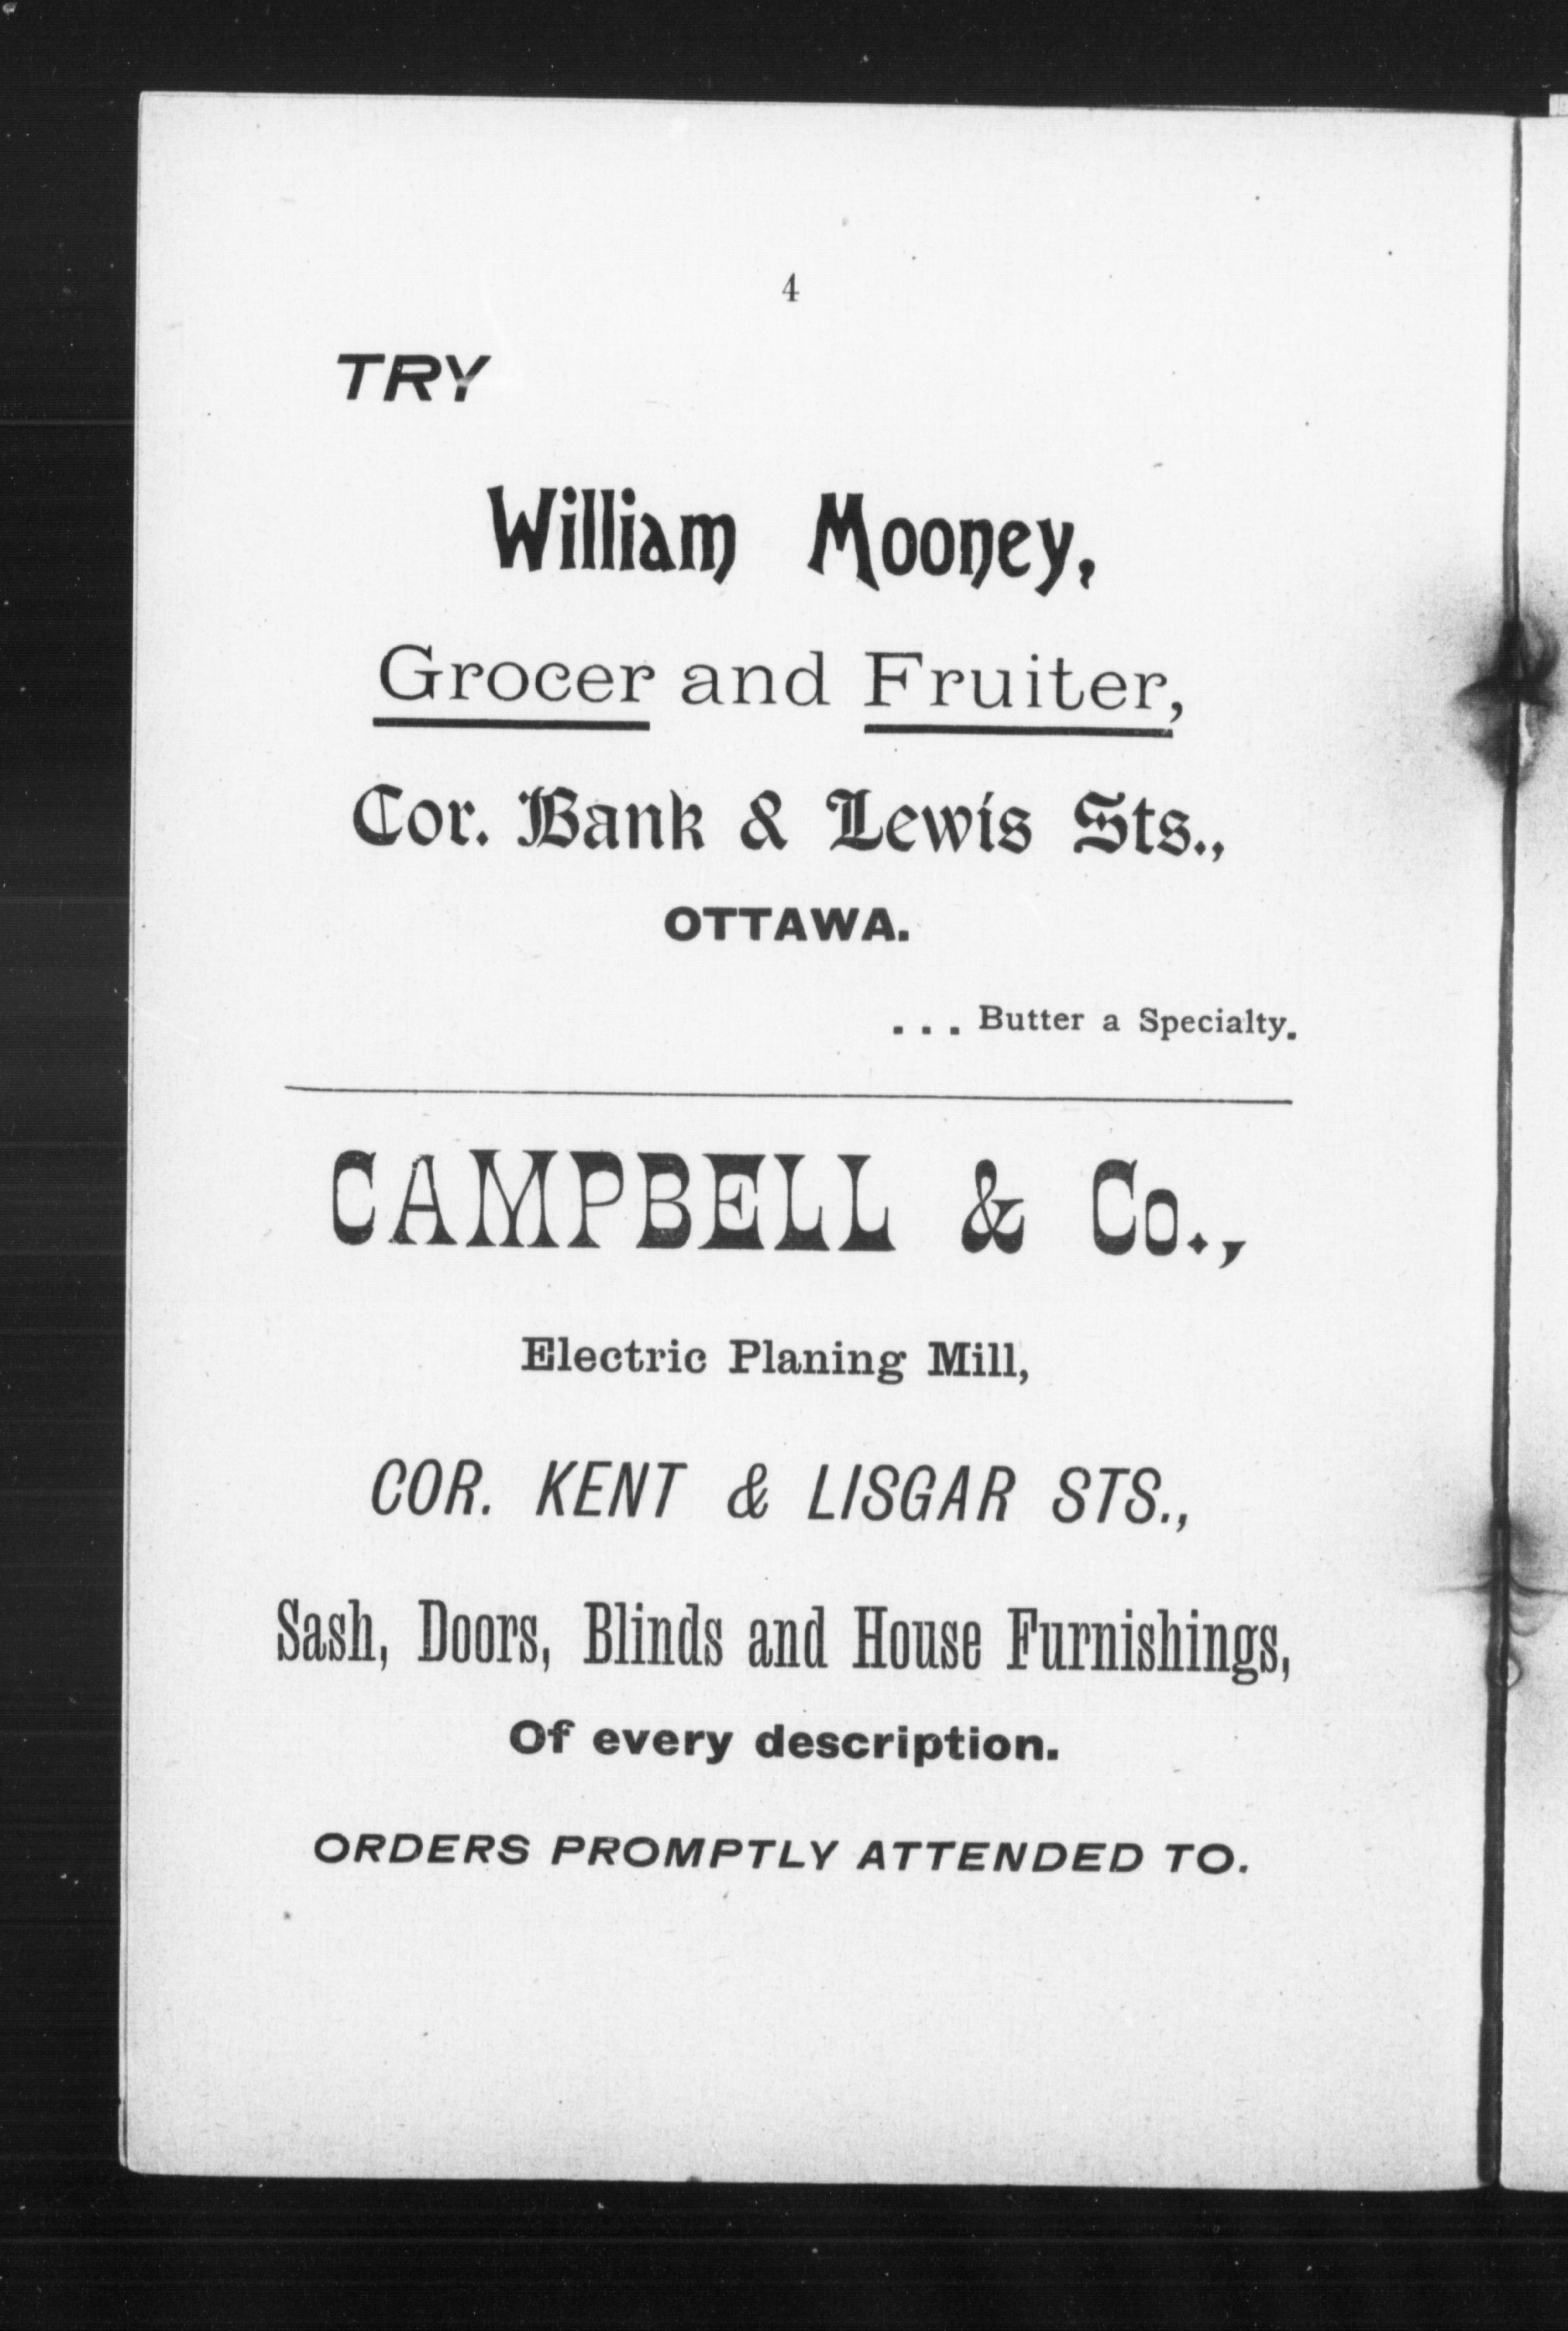 4
TRY
William Mooney,
Grocer and Fruiter,
Cor. Bank & Lewis Sts.,
OTTAWA.
... Butter a Specialty.
CAMPBELL & Co.,
Electric Planing Mill,
COR. KENT & LISGAR STS.,
Sash, Doors, Blinds and House Furnishings,
Of every description.
ORDERS PROMPTLY ATTENDED TO.